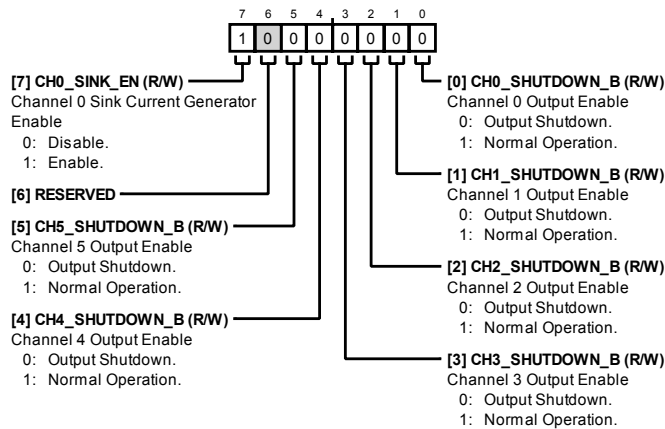 7 6 5 4 3 2 1 0
1 0 0 0 0 0 0 0
[7] CH0_SINK_EN (R/W)
Channel 0 Sink Current Generator
Enable
0: Disable.
1: Enable.
[6] RESERVED
[5] CH5_SHUTDOWN_B (R/W)
Channel 5 Output Enable
0: Output Shutdown.
1: Normal Operation.
[4] CH4_SHUTDOWN_B (R/W)
Channel 4 Output Enable
0: Output Shutdown.
1: Normal Operation.
[0] CH0_SHUTDOWN_B (R/W)
Channel 0 Output Enable
0: Output Shutdown.
1: Normal Operation.
[1] CH1_SHUTDOWN_B (R/W)
Channel 1 Output Enable
0: Output Shutdown.
1: Normal Operation.
[2] CH2_SHUTDOWN_B (R/W)
Channel 2 Output Enable
0: Output Shutdown.
1: Normal Operation.
[3] CH3_SHUTDOWN_B (R/W)
Channel 3 Output Enable
0: Output Shutdown.
1: Normal Operation.